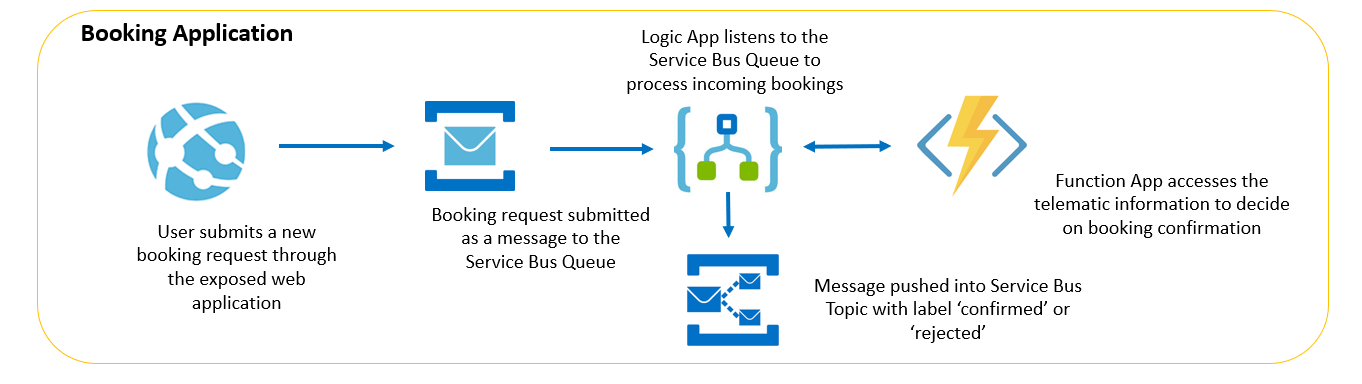 Booking Application
Logic App listens to the
Service Bus Queue to
process incoming bookings
User submits a new
booking request through
the exposed web
application
Booking request submitted
as a message to the
Service Bus Queue
Function App accesses the
telematic information to decide
on booking confirmation
Message pushed into Service Bus
Topic with label ‘confirmed’ or
‘rejected’